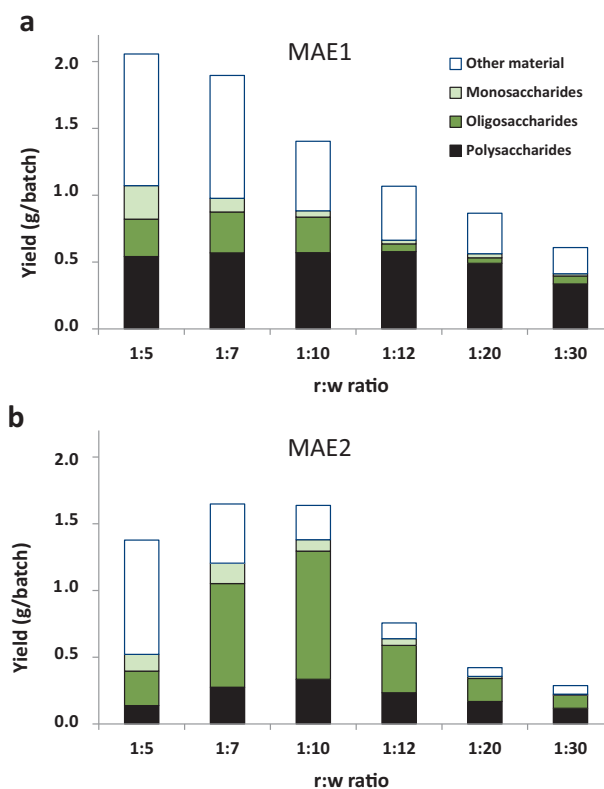 a
MAE1
Other material
Monosaccharides
Oligosaccharides
Polysaccharides
Yield (g/batch)
2.0
1.5
1.0
0.5
0.0
1:5 1:7 1:10 1:12 1:20 1:30
r:w ratio
b
MAE2
Yield (g/batch)
2.0
1.5
1.0
0.5
0.0
1:5 1:7 1:10 1:12 1:20 1:30
r:w ratio